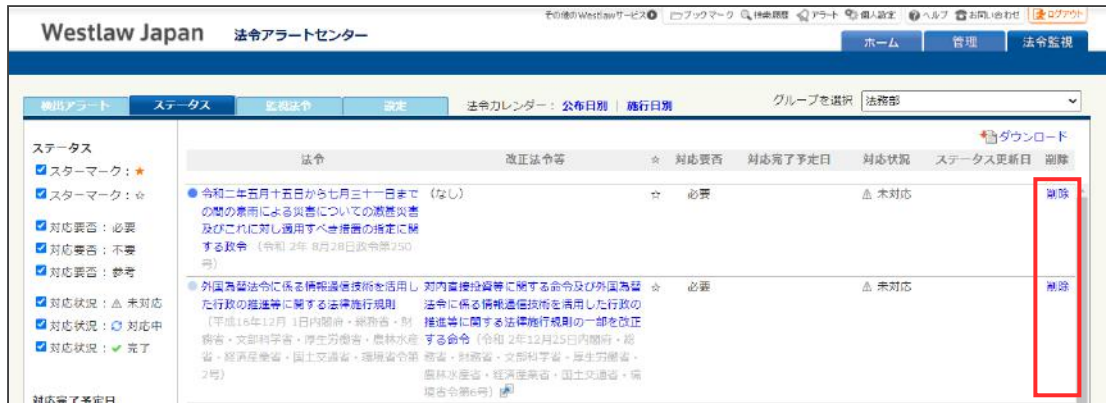 その他のWestlawサービス ブックマーク 検索履歴 アラート 個人設定 ヘルプ お問い合わせ ログアウト
Westlaw Japan 法令アラートセンター
ホーム 管理 法令監視
検出アラート ステータス 監視法令 設定 法令カレンダー： 公布日別 | 施行日別 グループを選択 法務部
ダウンロード
ステータス
法令 改正法令等 ☆ 対応要否 対応完了予定日 対応状況 ステータス更新日 削除
スターマーク：★
スターマーク：☆
対応要否：必要
対応要否：不要
対応要否：参考
対応状況：⚠ 未対応
対応状況： 対応中
対応状況：✔ 完了
対応完了予定日
令和二年五月十五日から七月三十一日まで (なし) ☆ 必要 ⚠ 未対応 削除
の間の豪雨による災害についての激甚災害
及びこれに対し適用すべき措置の指定に関
する政令 （令和 2年 8月28日政令第250
号）
外国為替法令に係る情報通信技術を活用し 対内直接投資等に関する命令及び外国為替 ☆ 必要 ⚠ 未対応 削除
た行政の推進等に関する法律施行規則 法令に係る情報通信技術を活用した行政の
（平成16年12月 1日内閣府・総務省・財 推進等に関する法律施行規則の一部を改正
務省・文部科学省・厚生労働省・農林水産 する命令 （令和 2年12月25日内閣府・総
省・経済産業省・国土交通省・環境省令第 務省・財務省・文部科学省・厚生労働省・
2号） 農林水産省・経済産業省・国土交通省・環
境省令第6号）